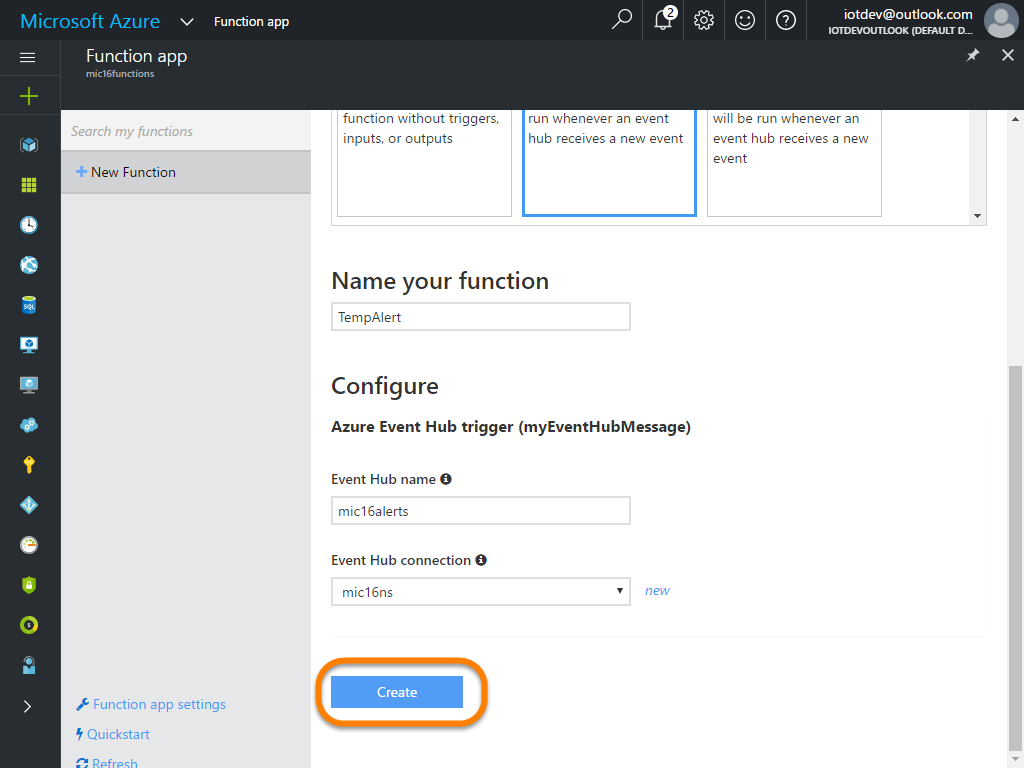 Microsoft Azure
Function app
2
iotdev@outlook.com
IOTDEVOUTLOOK (DEFAULT D...
Function app
mic16functions
Search my functions
New Function
function without triggers,
inputs, or outputs
run whenever an event
hub receives a new event
will be run whenever an
event hub receives a new
event
Name your function
TempAlert
Configure
Azure Event Hub trigger (myEventHubMessage)
Event Hub name
mic16alerts
Event Hub connection
mic16ns
new
Create
SQL
Function app settings
Quickstart
Refresh